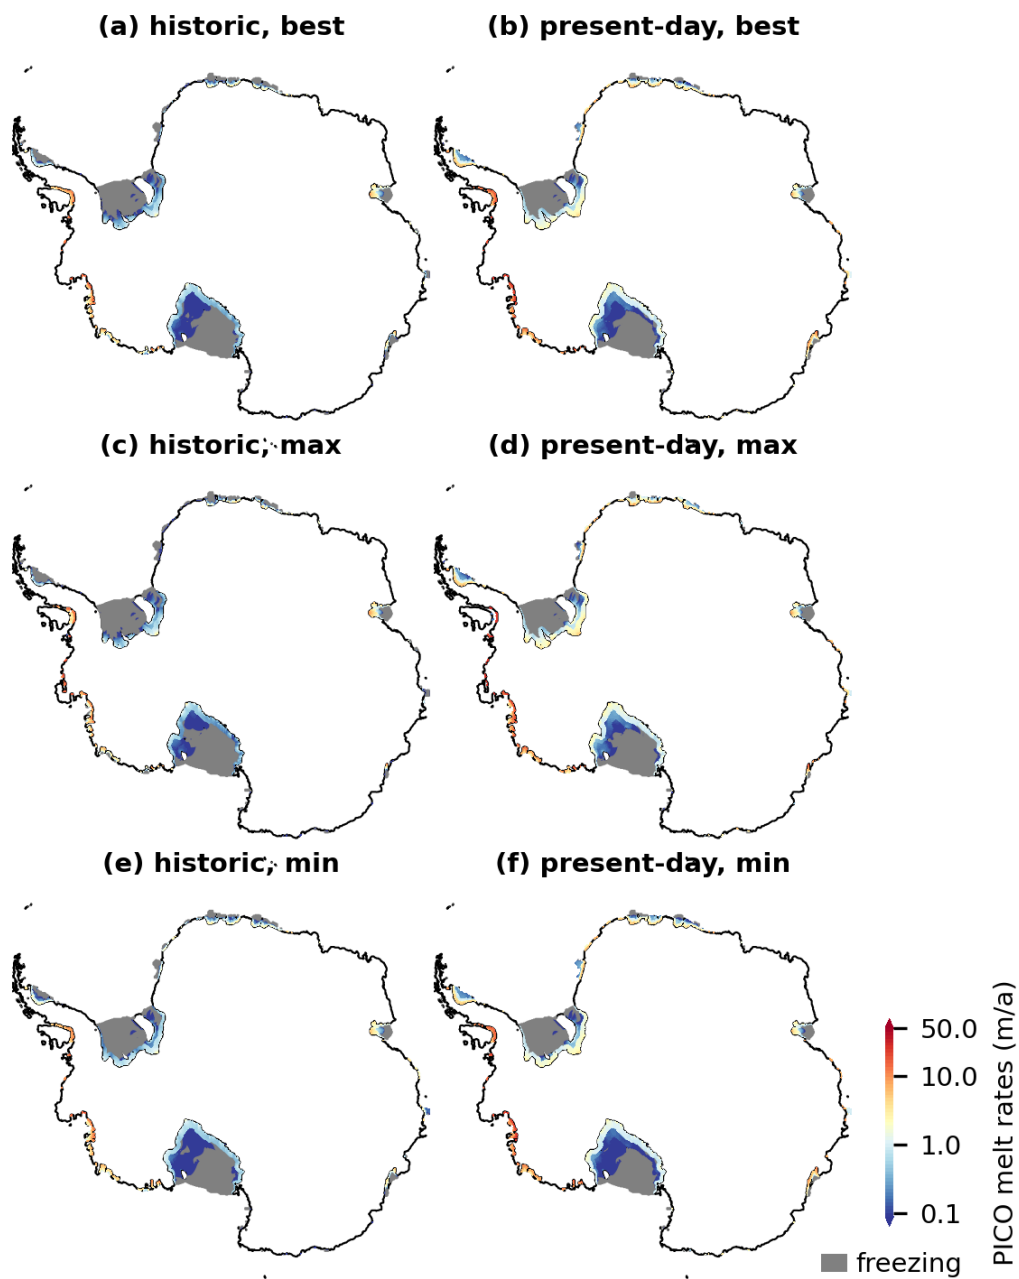 (a) historic, best
(b) present-day, best
(c) historic, max
(d) present-day, max
(e) historic, min
(f) present-day, min
50.0
10.0
1.0
0.1
PICO melt rates (m/a)
freezing